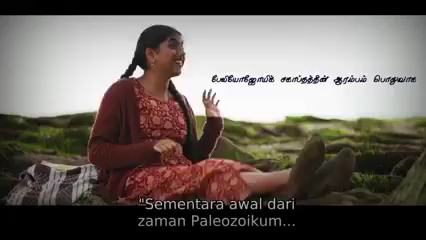 பேலியோஜோயிக் சகாப்தத்தின் ஆரம்பம் பொதுவாக
"Sementara awal dari
zaman Paleozoikum...